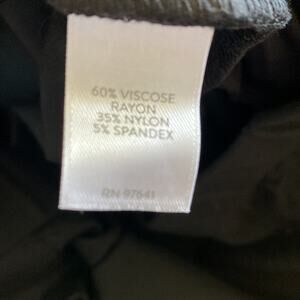 60% VISCOSE
RAYON
35% NYLON
5% SPANDEX
RN 97641